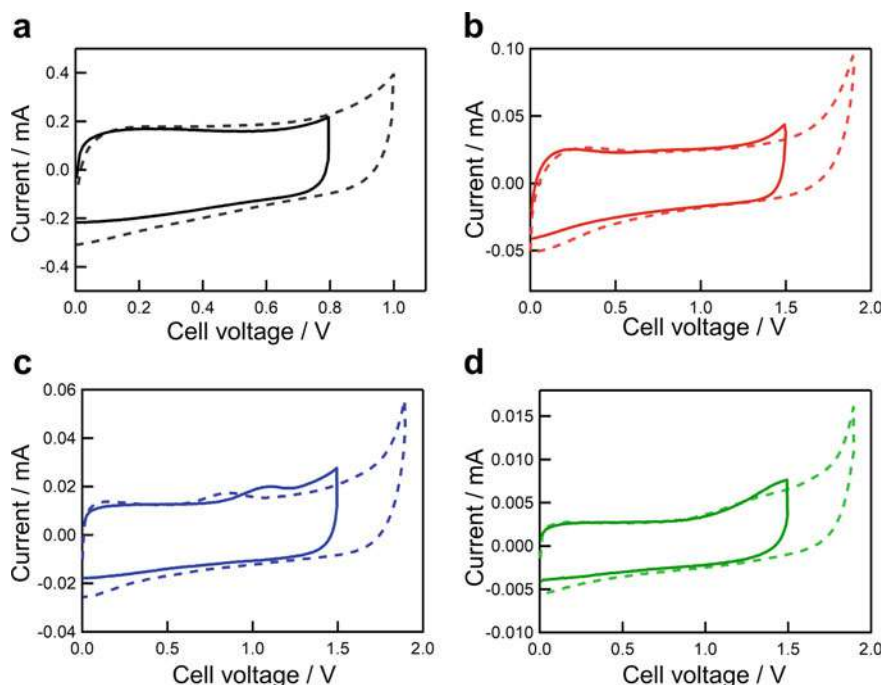 a
Current / mA
0.4
0.2
0.0
-0.2
-0.4
0.0 0.2 0.4 0.6 0.8 1.0
Cell voltage / V
b
Current / mA
0.10
0.05
0.00
-0.05
0.0 0.5 1.0 1.5 2.0
Cell voltage / V
c
Current / mA
0.06
0.04
0.02
0.00
-0.02
-0.04
0.0 0.5 1.0 1.5 2.0
Cell voltage / V
d
Current / mA
0.015
0.010
0.005
0.000
-0.005
-0.010
0.0 0.5 1.0 1.5 2.0
Cell voltage / V